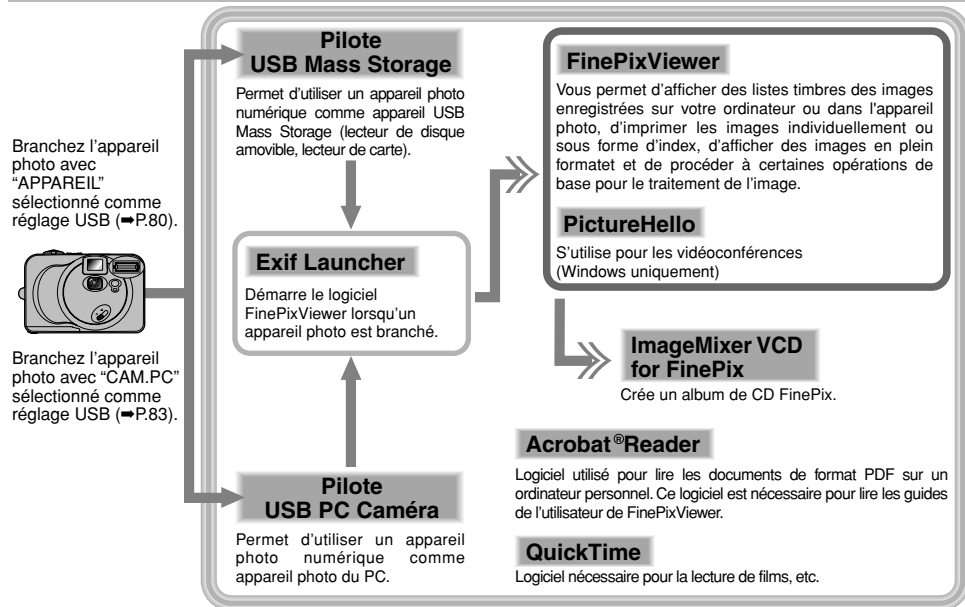 Branchez l'appareil
photo avec
“APPAREIL”
sélectionné comme
réglage USB (➡P.80).
Branchez l'appareil
photo avec “CAM.PC”
sélectionné comme
réglage USB (➡P.83).
Pilote
USB Mass Storage
Permet d'utiliser un appareil photo
numérique comme appareil USB
Mass Storage (lecteur de disque
amovible, lecteur de carte).
Exif Launcher
Démarre le logiciel
FinePixViewer lorsqu'un
appareil photo est branché.
Pilote
USB PC Caméra
Permet d'utiliser un appareil
photo numérique comme
appareil photo du PC.
FinePixViewer
Vous permet d'afficher des listes timbres des images
enregistrées sur votre ordinateur ou dans l'appareil
photo, d'imprimer les images individuellement ou
sous forme d'index, d'afficher des images en plein
formatet et de procéder à certaines opérations de
base pour le traitement de l'image.
PictureHello
S'utilise pour les vidéoconférences
(Windows uniquement)
ImageMixer VCD
for FinePix
Crée un album de CD FinePix.
Acrobat®Reader
Logiciel utilisé pour lire les documents de format PDF sur un
ordinateur personnel. Ce logiciel est nécessaire pour lire les guides
de l'utilisateur de FinePixViewer.
QuickTime
Logiciel nécessaire pour la lecture de films, etc.